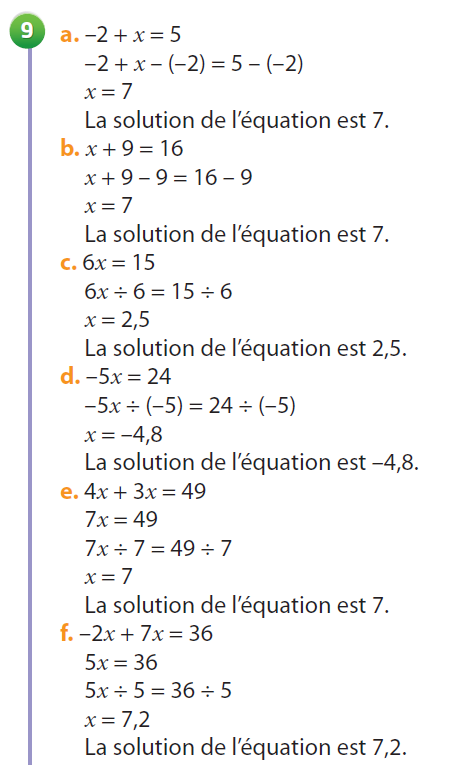 9
a. –2 + x = 5
–2 + x – (–2) = 5 – (–2)
x = 7
La solution de l’équation est 7.
b. x + 9 = 16
x + 9 – 9 = 16 – 9
x = 7
La solution de l’équation est 7.
c. 6x = 15
6x ÷ 6 = 15 ÷ 6
x = 2,5
La solution de l’équation est 2,5.
d. –5x = 24
–5x ÷ (–5) = 24 ÷ (–5)
x = –4,8
La solution de l’équation est –4,8.
e. 4x + 3x = 49
7x = 49
7x ÷ 7 = 49 ÷ 7
x = 7
La solution de l’équation est 7.
f. –2x + 7x = 36
5x = 36
5x ÷ 5 = 36 ÷ 5
x = 7,2
La solution de l’équation est 7,2.